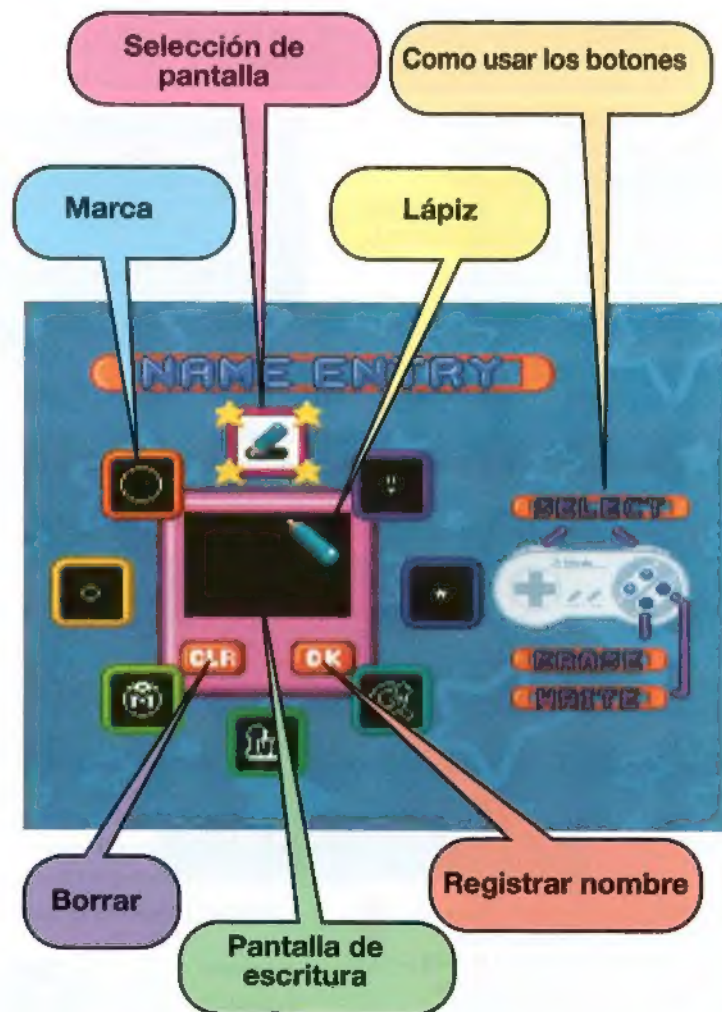 Selección de
pantalla
Como usar los botones
Marca
Lápiz
NAME ENTRY
SELECT
CLR
OK
ERASE
WRITE
M
Borrar
Registrar nombre
Pantalla de
escritura